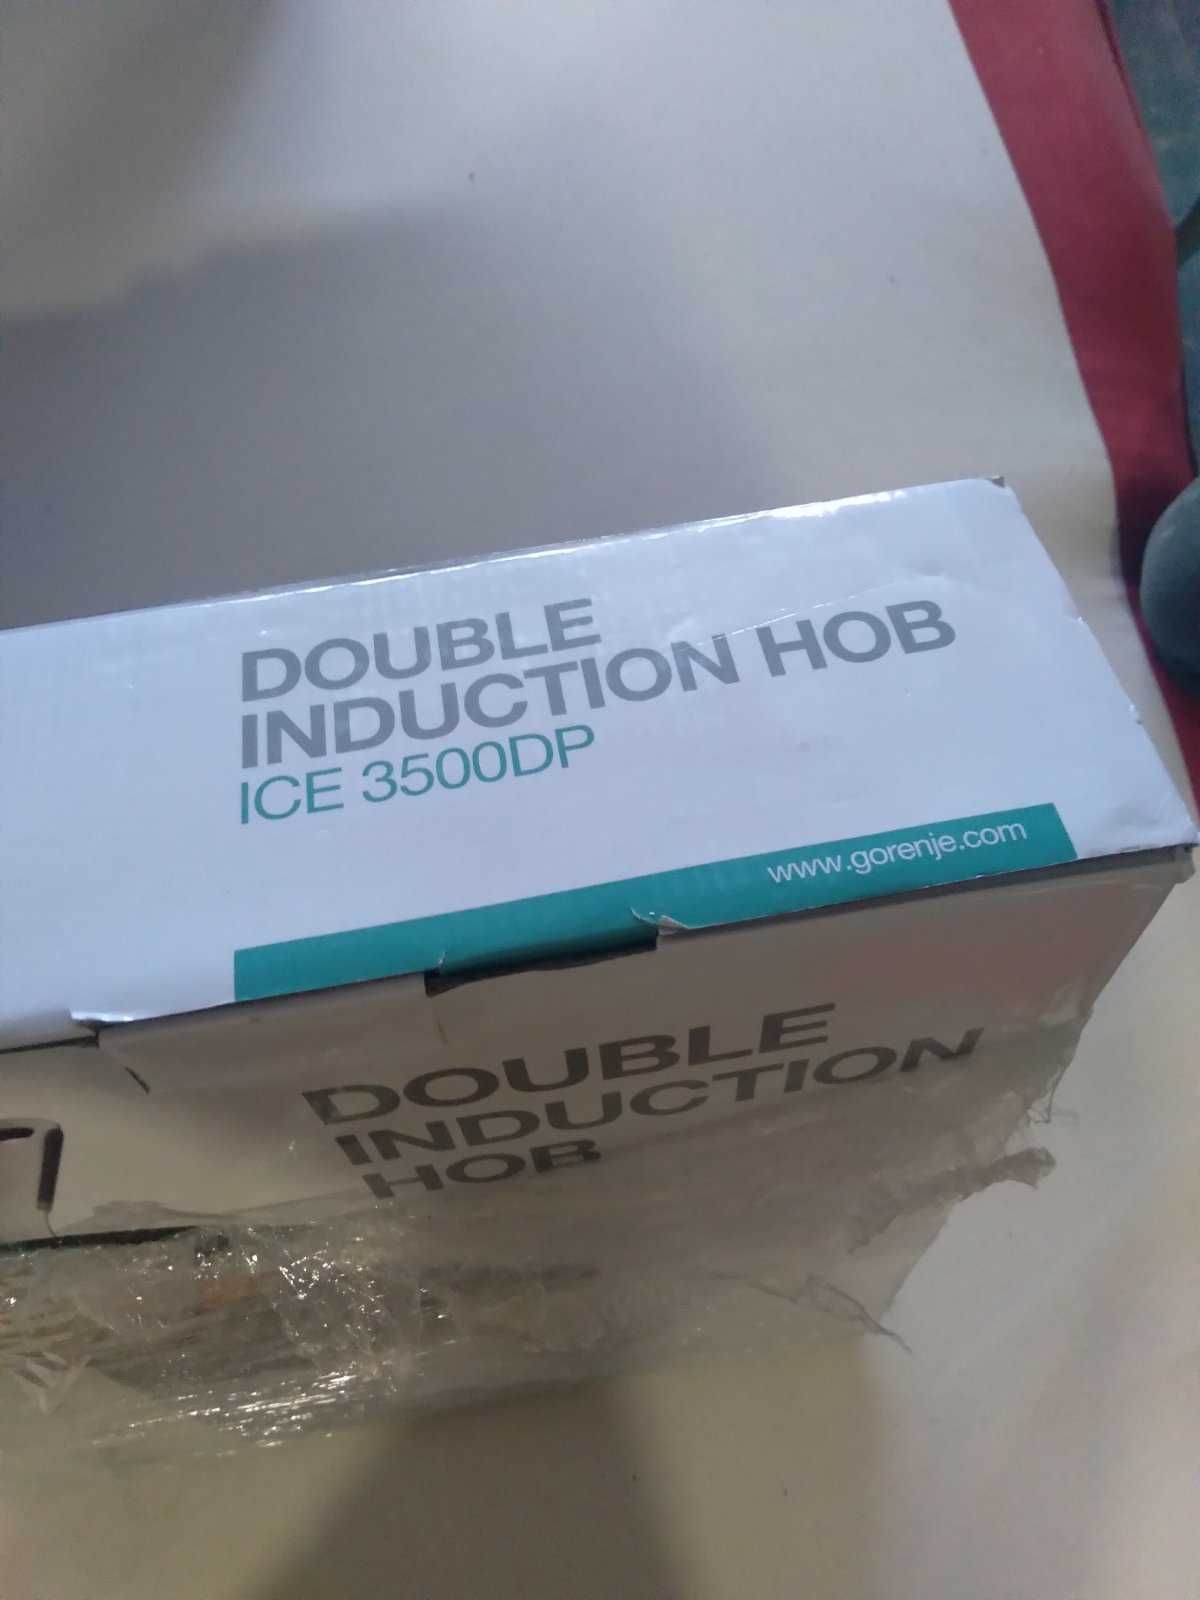 DOUBLE
INDUCTION HOB
ICE 3500DP
www.gorenje.com
DOUBLE
INDUCTION
HOB